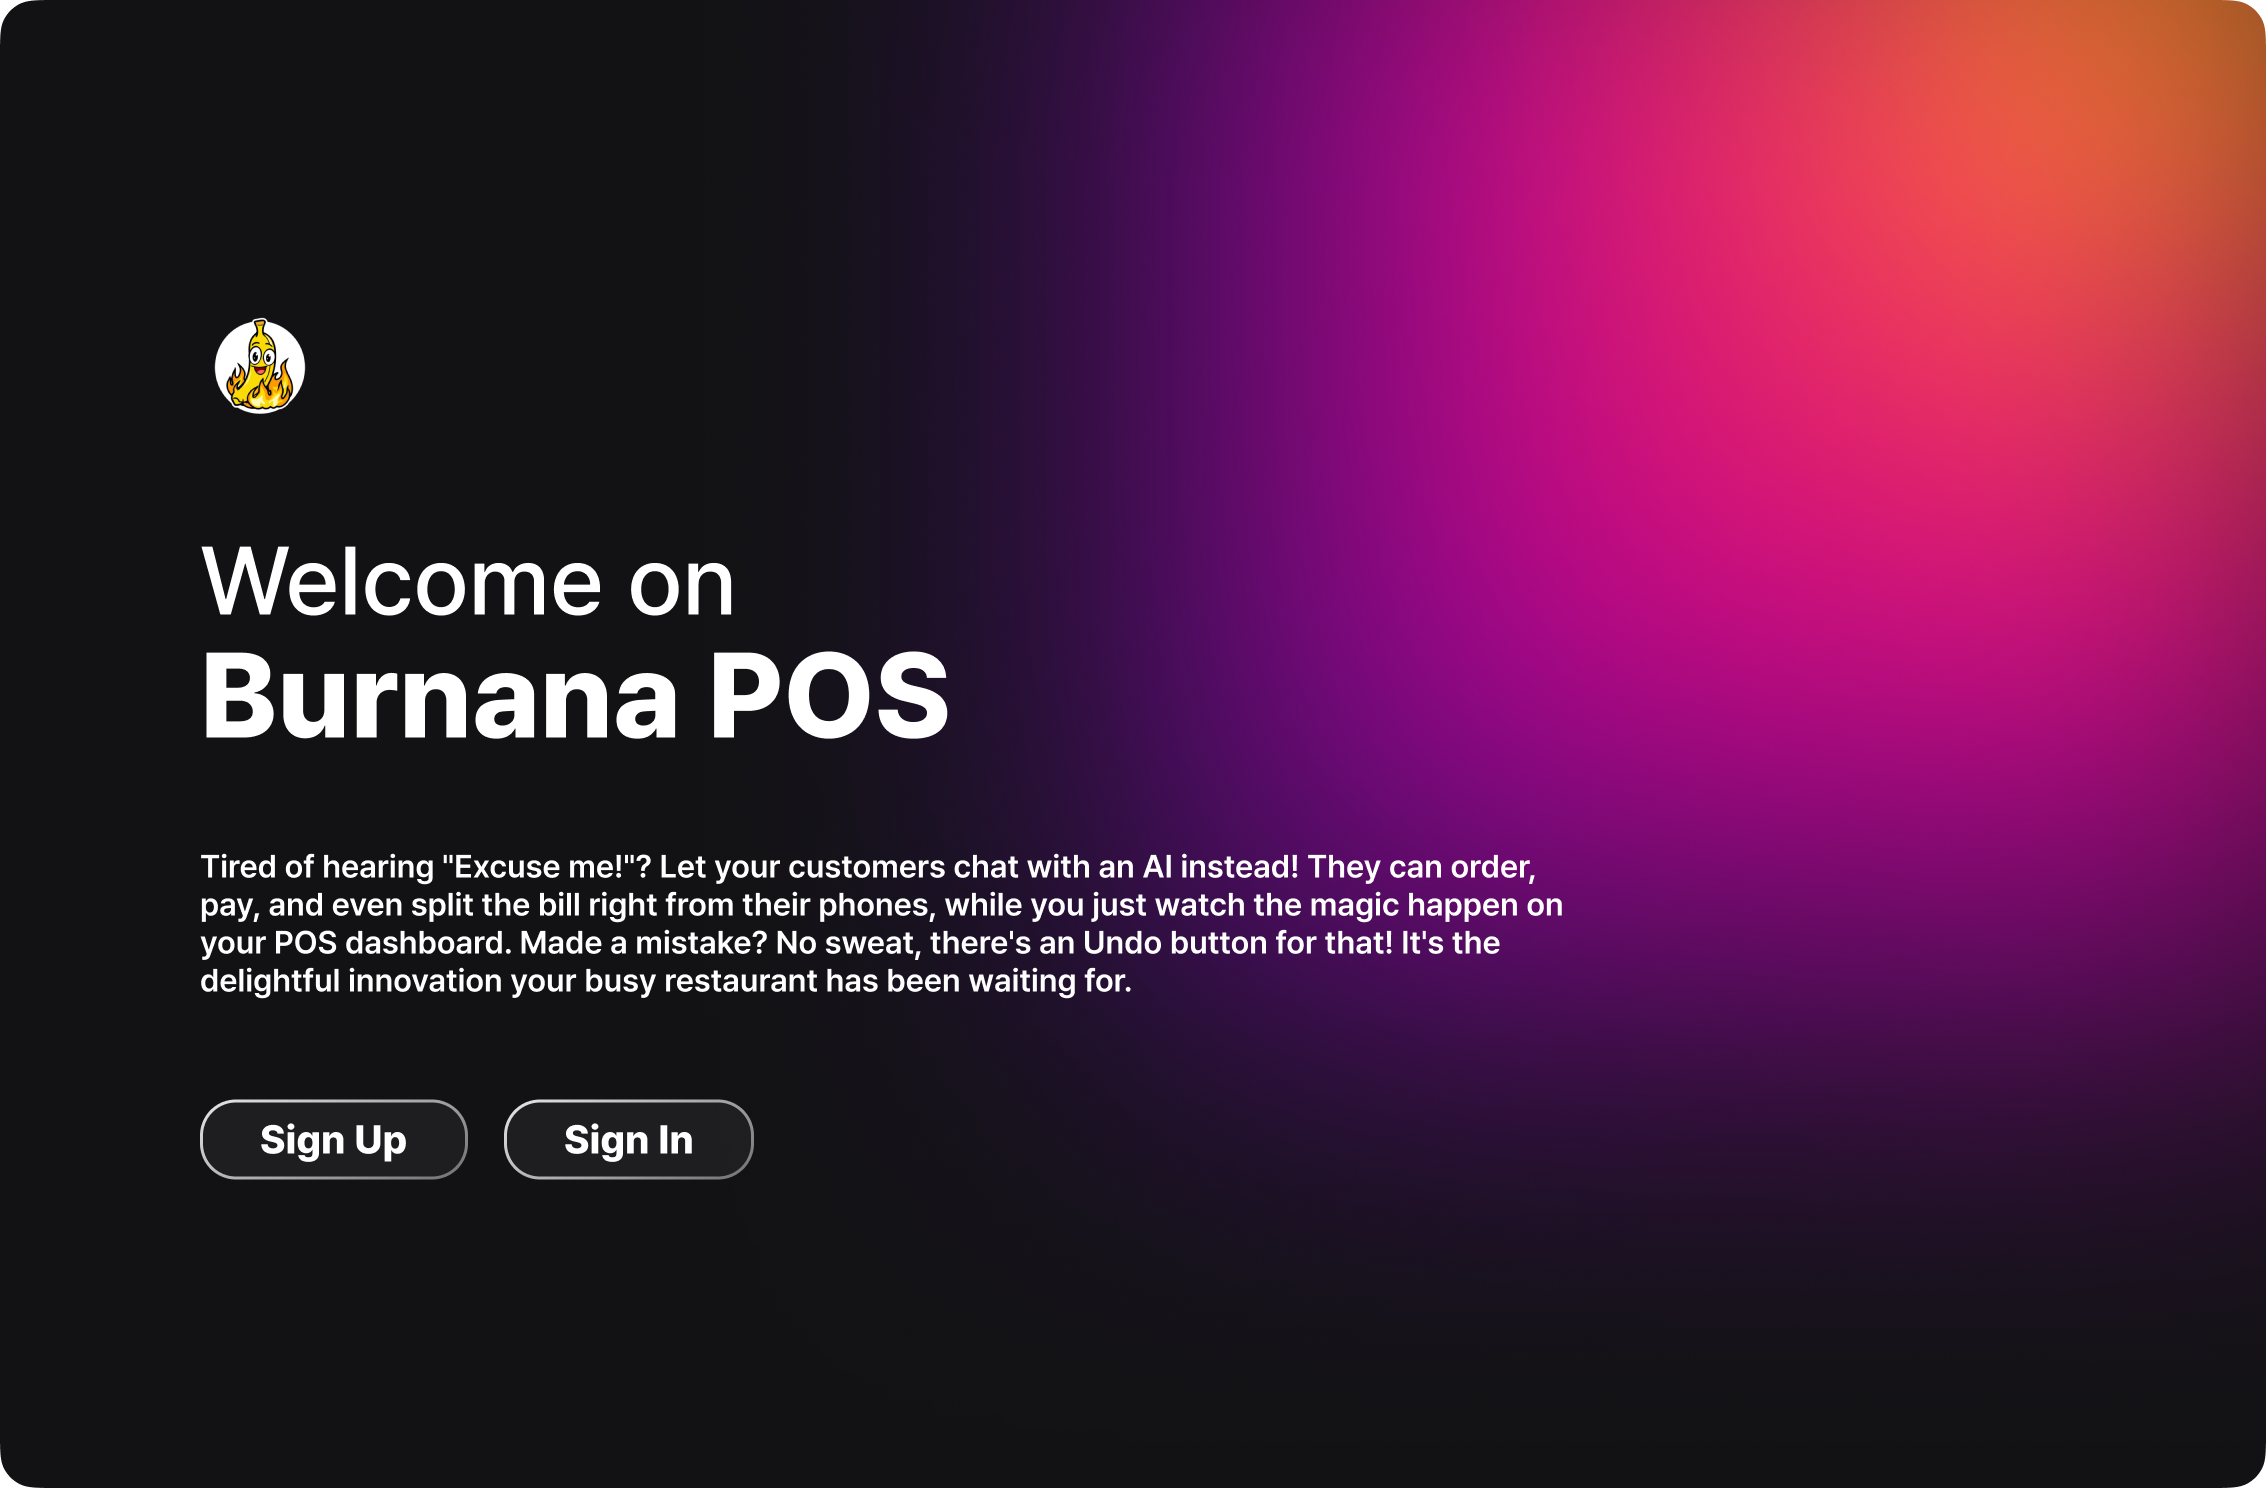 Welcome on
Burnana POS
Tired of hearing "Excuse me!"? Let your customers chat with an AI instead! They can order,
pay, and even split the bill right from their phones, while you just watch the magic happen on
your POS dashboard. Made a mistake? No sweat, there's an Undo button for that! It's the
delightful innovation your busy restaurant has been waiting for.
Sign Up
Sign In